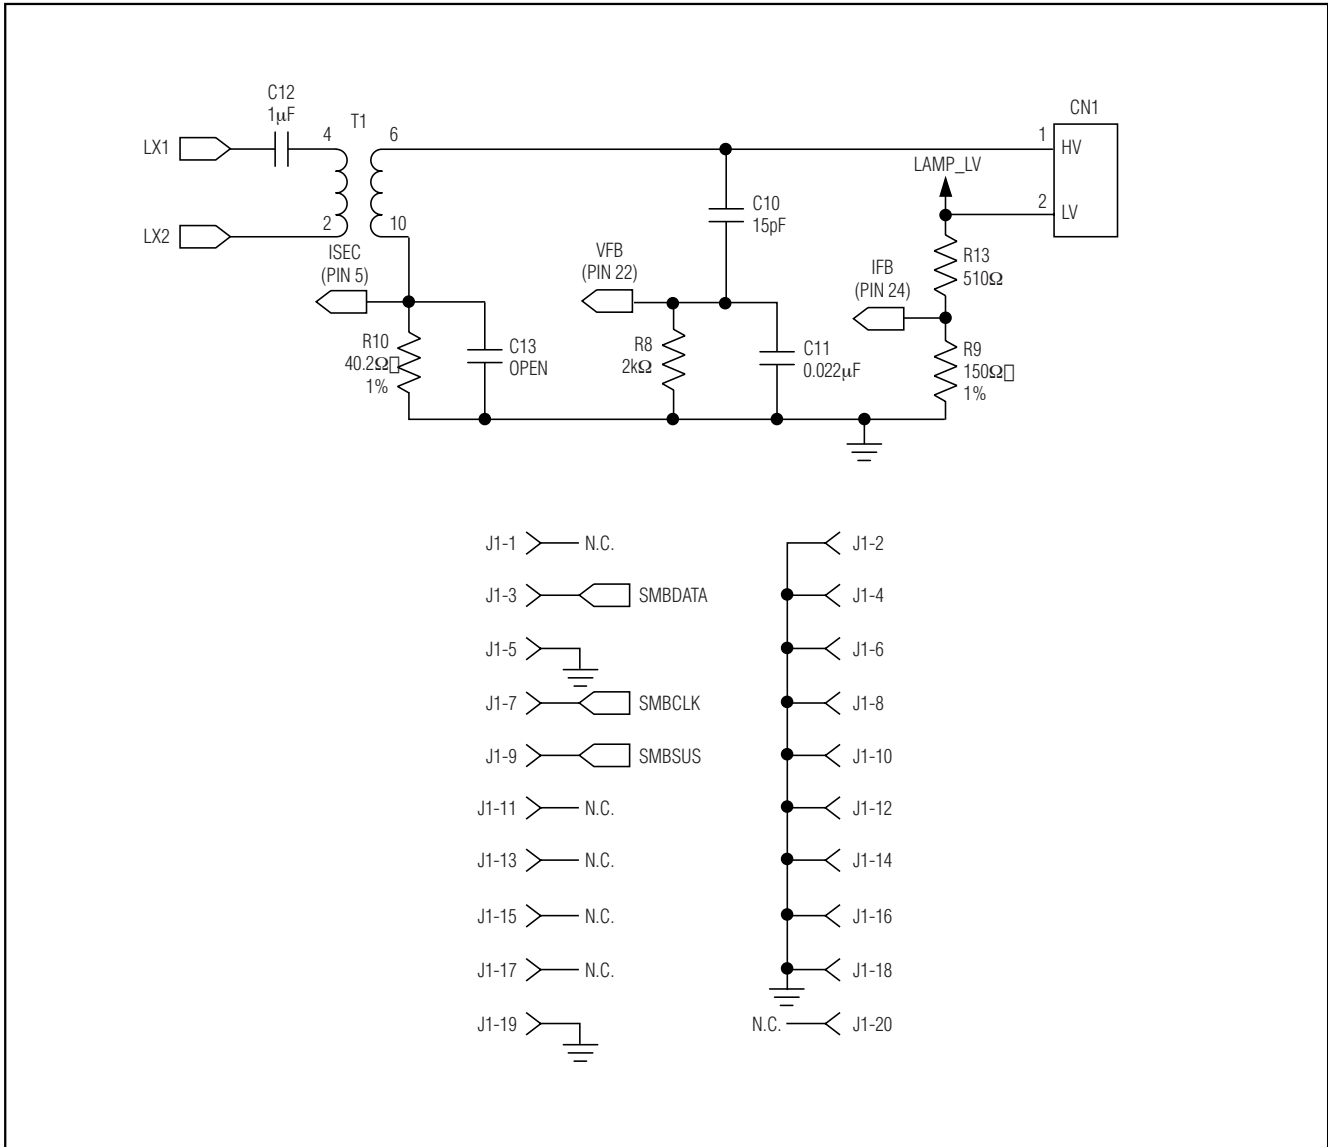 C12
1μF
T1
LX1
4
6
LX2
2
10
ISEC
(PIN 5)
R10
40.2Ω▯
1%
C13
OPEN
VFB
(PIN 22)
C10
15pF
R8
2kΩ
C11
0.022μF
LAMP_LV
IFB
(PIN 24)
R13
510Ω
R9
150Ω▯
1%
CN1
1
HV
2
LV
J1-1 N.C.
J1-2
J1-3 SMBDATA
J1-4
J1-5
J1-6
J1-7 SMBCLK
J1-8
J1-9 SMBSUS
J1-10
J1-11 N.C.
J1-12
J1-13 N.C.
J1-14
J1-15 N.C.
J1-16
J1-17 N.C.
J1-18
J1-19
N.C. J1-20